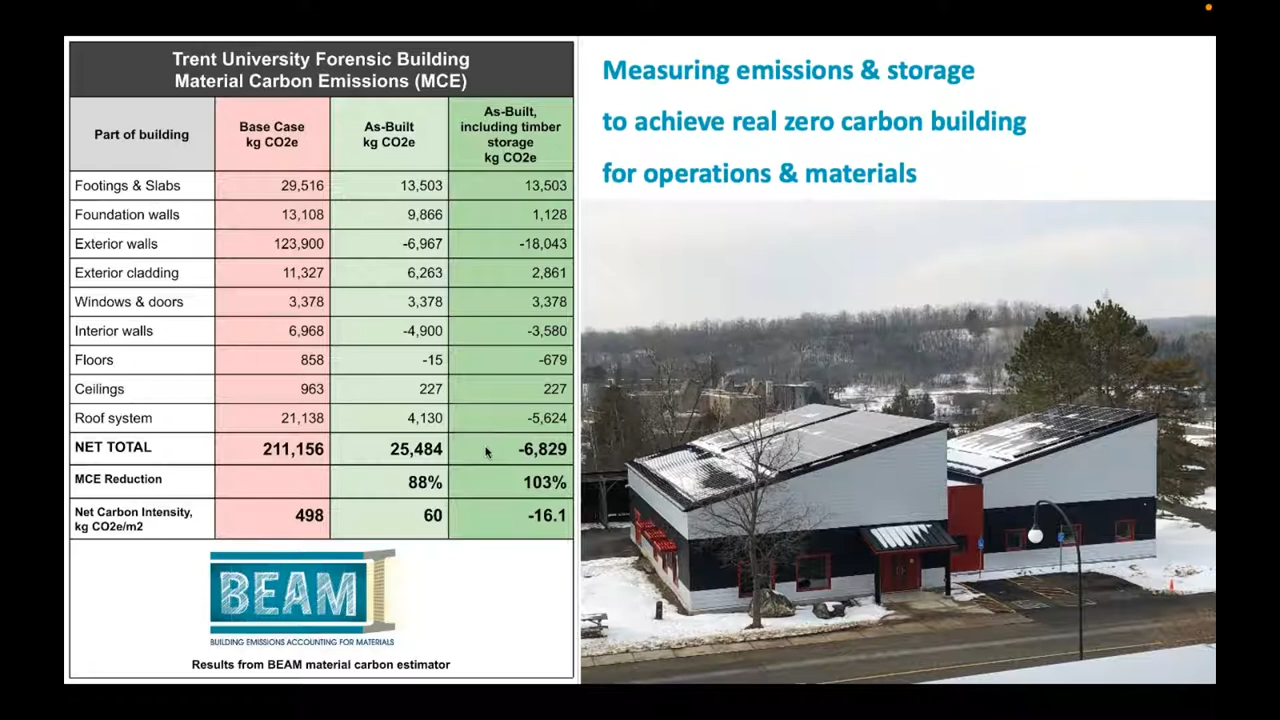 Trent University Forensic Building
Material Carbon Emissions (MCE)
Part of building
Base Case
kg CO2e
As-Built
kg CO2e
As-Built,
including timber
storage
kg CO2e
Footings & Slabs 29,516 13,503 13,503
Foundation walls 13,108 9,866 1,128
Exterior walls 123,900 -6,967 -18,043
Exterior cladding 11,327 6,263 2,861
Windows & doors 3,378 3,378 3,378
Interior walls 6,968 -4,900 -3,580
Floors 858 -15 -679
Ceilings 963 227 227
Roof system 21,138 4,130 -5,624
NET TOTAL 211,156 25,484 -6,829
MCE Reduction 88% 103%
Net Carbon Intensity,
kg CO2e/m2
498 60 -16.1
BEAM
BUILDING EMISSIONS ACCOUNTING FOR MATERIALS
Results from BEAM material carbon estimator
Measuring emissions & storage
to achieve real zero carbon building
for operations & materials